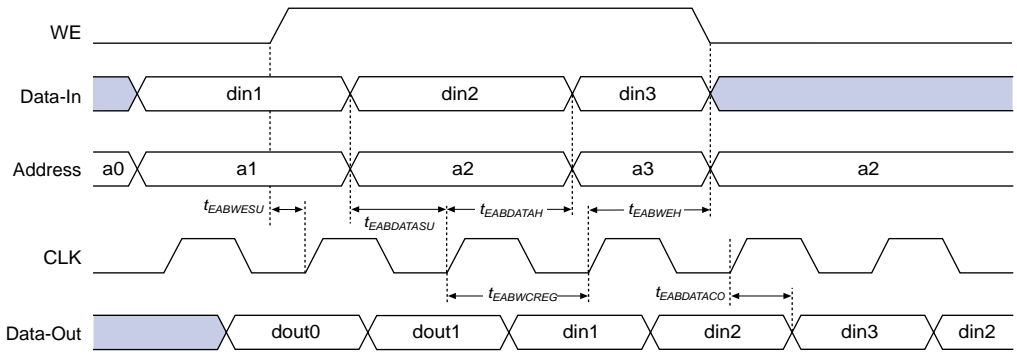 WE
Data-In din1 din2 din3
Address a0 a1 a2 a3 a2
tEABWESU tEABDATASU tEABDATAH tEABWEH
CLK
tEABWCREG tEABDATACO
Data-Out dout0 dout1 din1 din2 din3 din2